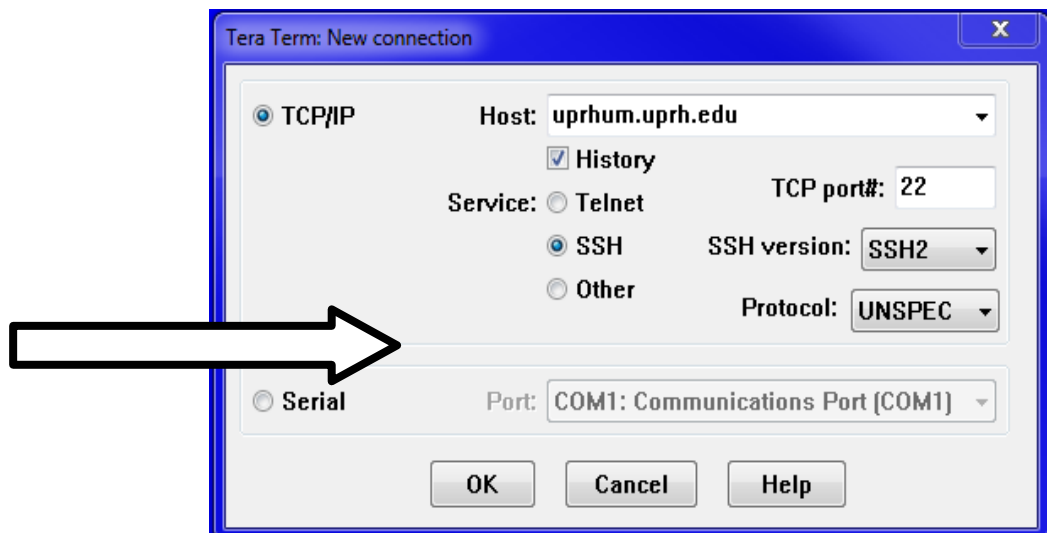 Tera Term: New connection
x
TCP/IP Host: uprhum.uprh.edu
History
TCP port#: 22
Service: Telnet
SSH SSH version: SSH2
Other
Protocol: UNSPEC
Serial Port: COM1: Communications Port (COM1)
OK Cancel Help